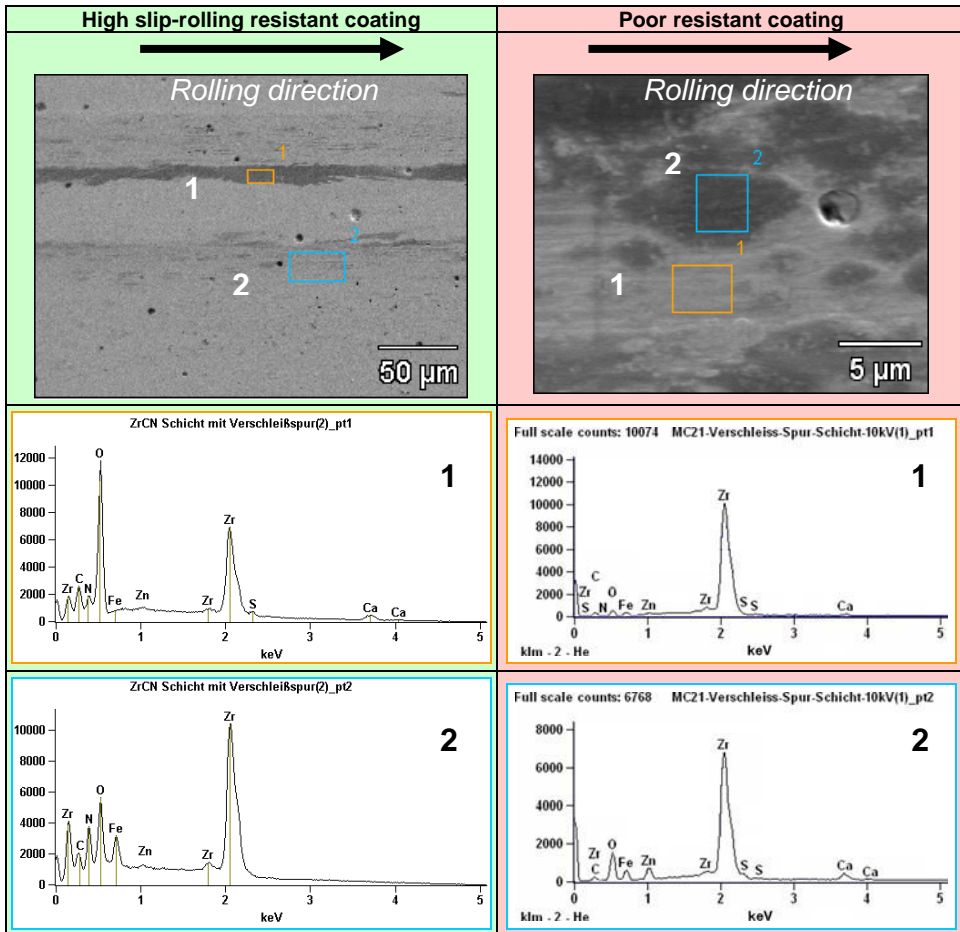 High slip-rolling resistant coating
Poor resistant coating
Rolling direction
1
1
2
2
50 µm
Rolling direction
2
2
1
1
5 µm
ZrCN Schicht mit Verschleißspur(2)_pt1
1
12000
10000
8000
6000
4000
2000
0
Zr
C
N
O
Fe
Zn
Zr
Zr
S
Ca
Ca
0
1
2
3
4
5
keV
Full scale counts: 10074 MC21-Verschleiss-Spur-Schicht-10kV(1)_pt1
1
14000
12000
10000
8000
6000
4000
2000
0
C
Zr
O
S
N
Fe
Zn
Zr
Zr
S
S
Ca
0
1
2
3
4
5
klm - 2 - He
keV
ZrCN Schicht mit Verschleißspur(2)_pt2
2
10000
8000
6000
4000
2000
0
Zr
C
N
O
Fe
Zn
Zr
Zr
0
1
2
3
4
5
keV
Full scale counts: 6768 MC21-Verschleiss-Spur-Schicht-10kV(1)_pt2
2
8000
6000
4000
2000
0
Zr
C
O
Fe
Zn
Zr
Zr
S
S
Ca
Ca
0
1
2
3
4
5
klm - 2 - He
keV